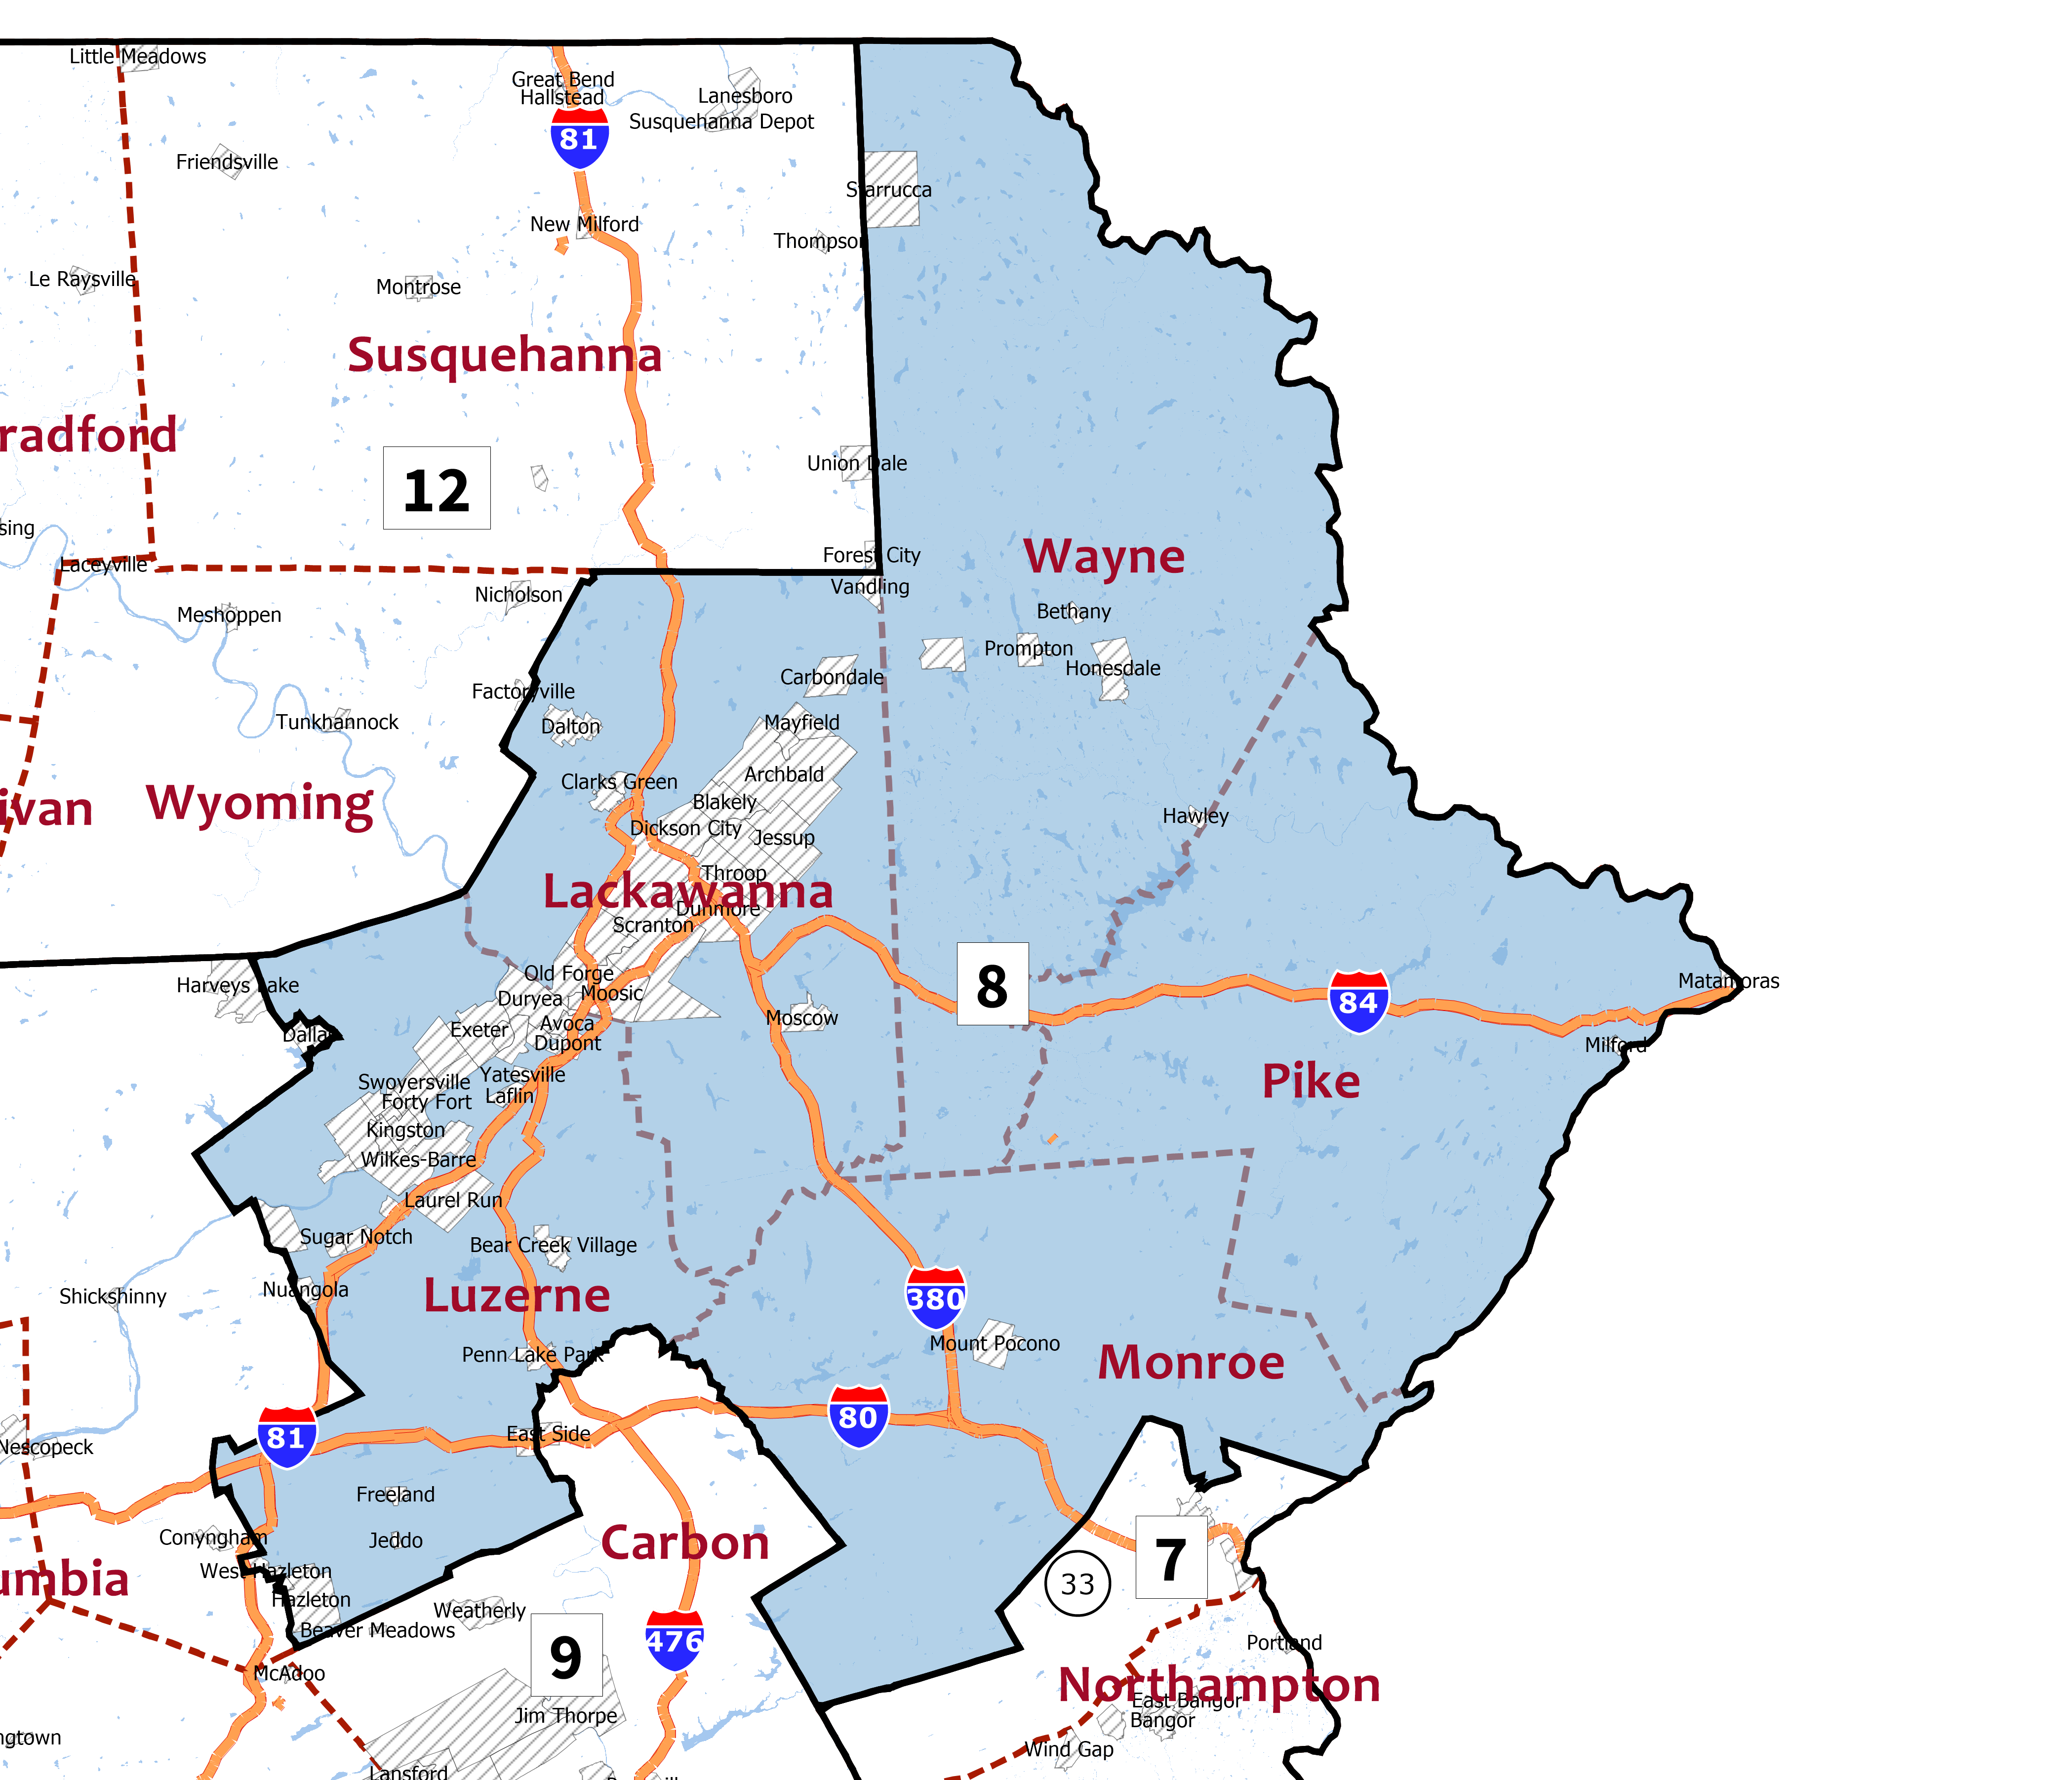 Little Meadows
Great Bend
Hallstead
81
Lanesboro
Susquehanna Depot
Friendsville
Starrucca
New Milford
Thompson
Le Raysville
Montrose
Susquehanna
radford
Union Dale
12
sing
Forest City
Wayne
Laceyville
Vandling
Nicholson
Meshoppen
Bethany
Prompton
Honesdale
Carbondale
Factoryville
Tunkhannock
Dalton
Mayfield
Archbald
Clarks Green
ivan
Wyoming
Blakely
Hawley
Dickson City
Jessup
Throop
Lackawanna
Dunmore
Scranton
Old Forge
Harveys Lake
Moosic
Duryea
8
84
Matamoras
Moscow
Avoca
Exeter
Dallas
Dupont
Milford
Yatesville
Swoyersville
Pike
Laflin
Forty Fort
Kingston
Wilkes-Barre
Laurel Run
Sugar Notch
Bear Creek Village
Nuangola
Shickshinny
Luzerne
380
Mount Pocono
Penn Lake Park
Monroe
80
81
East Side
Nescopeck
Freeland
Conyngham
Jeddo
Carbon
7
West Hazleton
umbia
33
Hazleton
Weatherly
Beaver Meadows
9
476
Portland
McAdoo
Northampton
East Bangor
Jim Thorpe
Bangor
ngtown
Wind Gap
Lansford